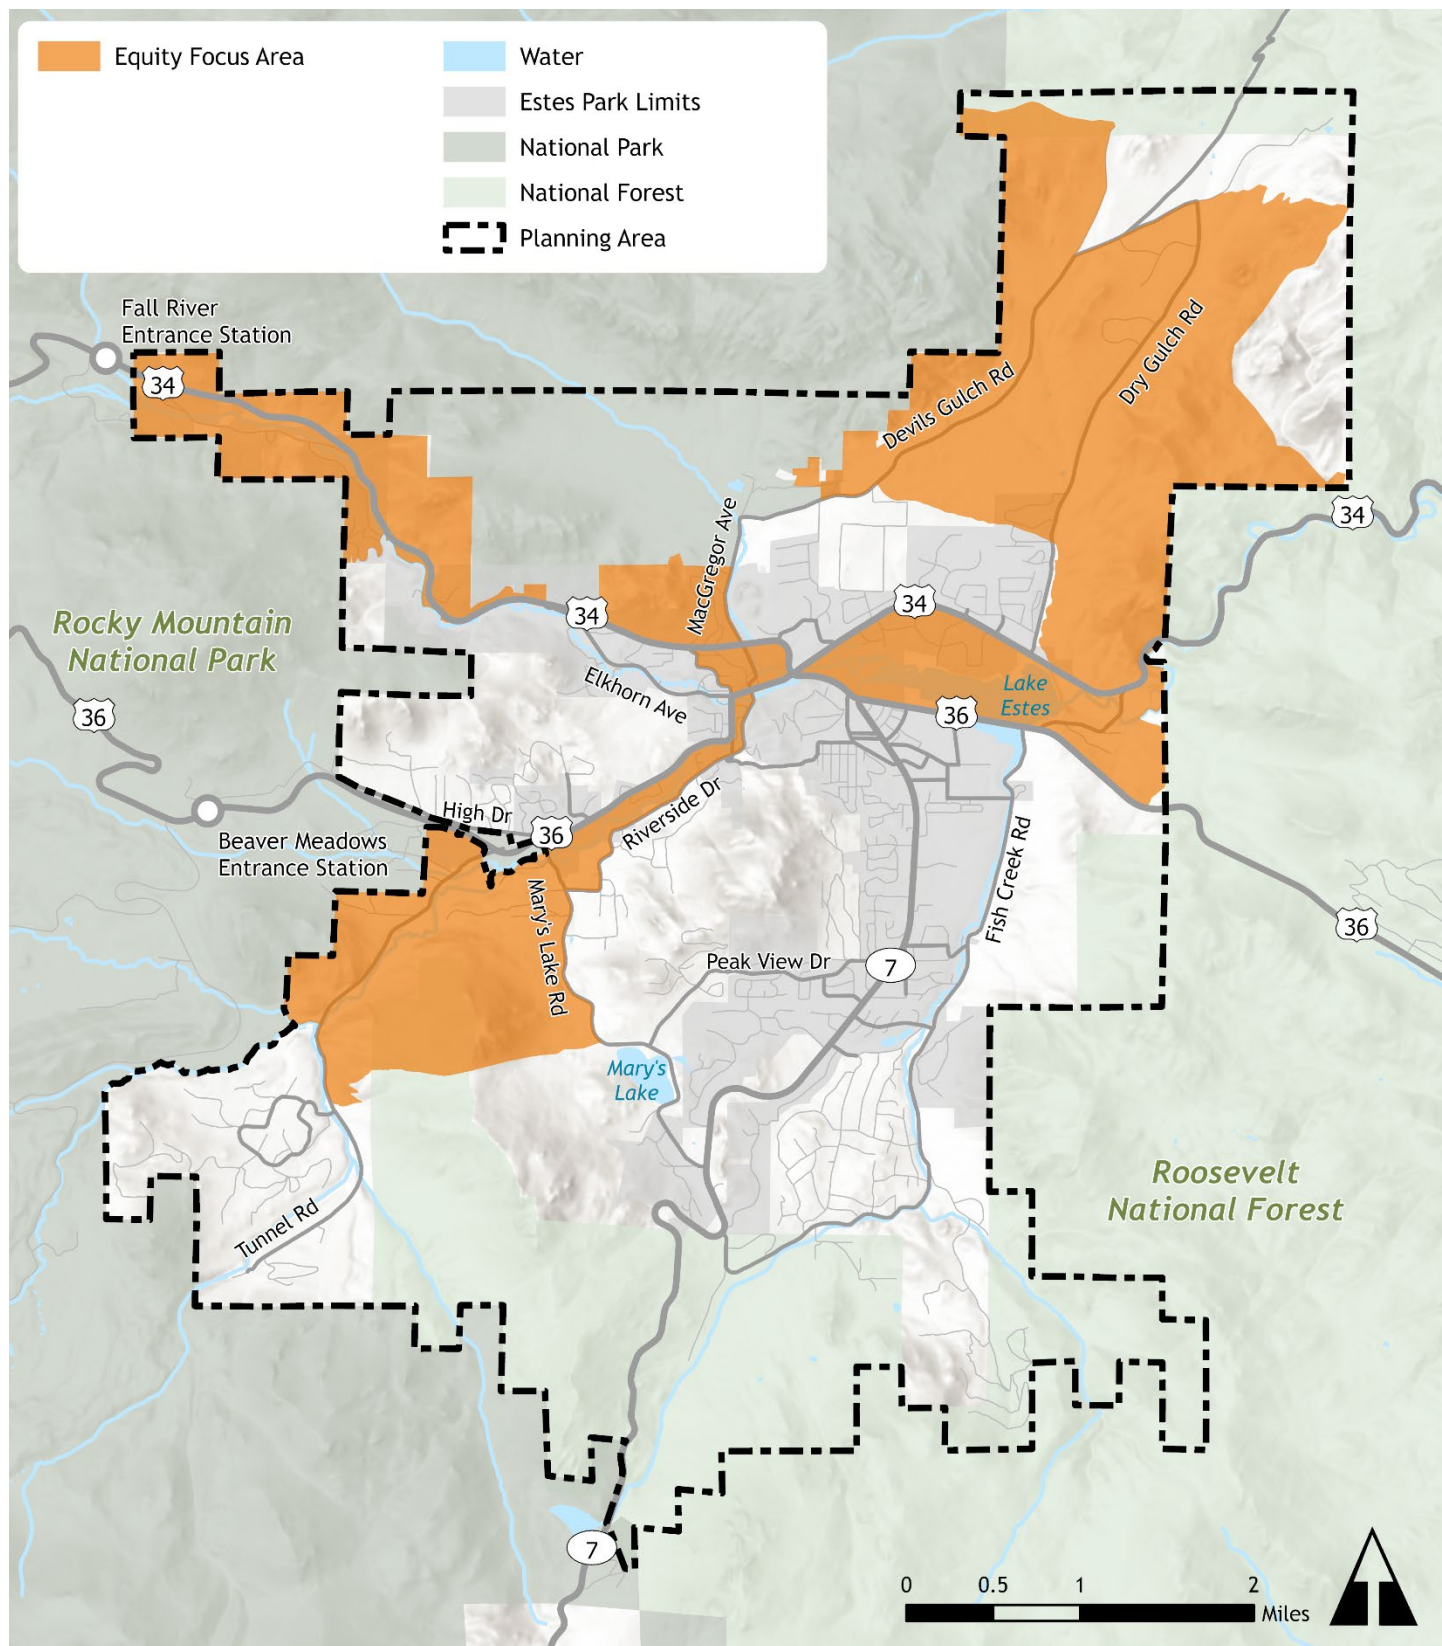 Equity Focus Area
Water
Estes Park Limits
National Park
National Forest
Planning Area
Fall River
Entrance Station
34
Devils Gulch Rd
Dry Gulch Rd
34
MacGregor Ave
34
34
Rocky Mountain
National Park
36
Elkhorn Ave
Lake
Estes
36
High Dr
36
Riverside Dr
Beaver Meadows
Entrance Station
Mary's Lake Rd
Fish Creek Rd
36
Peak View Dr
7
Mary's
Lake
Roosevelt
National Forest
Tunnel Rd
7
0 0.5 1 2
Miles